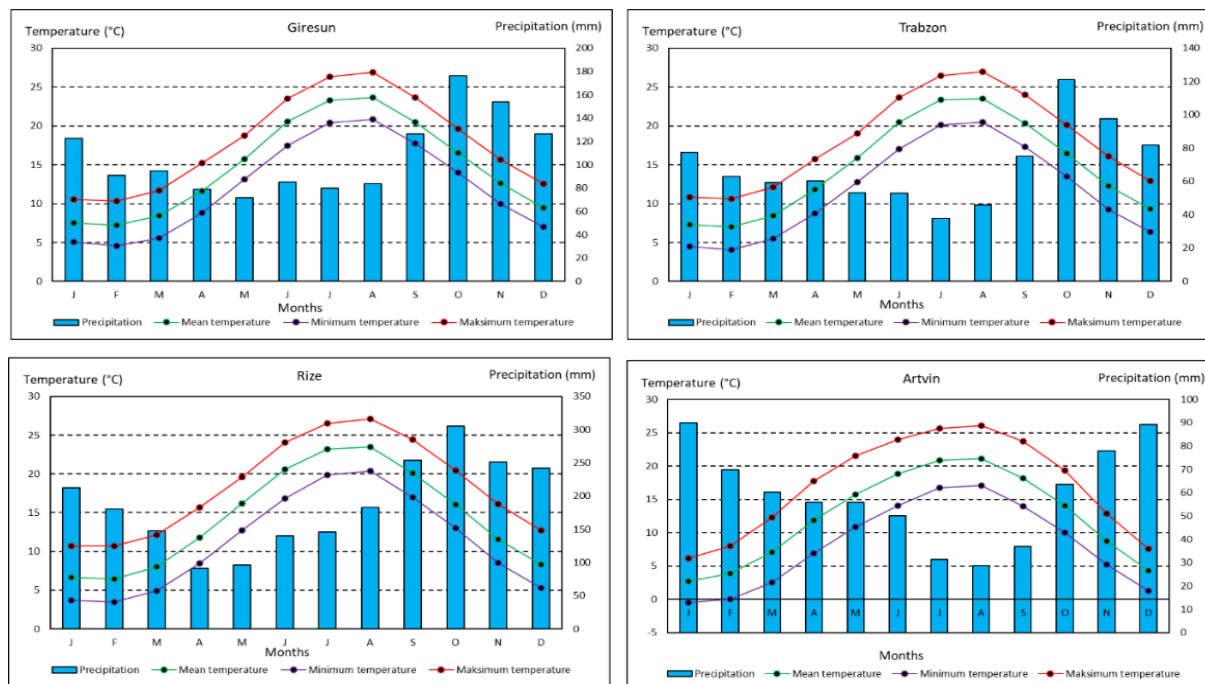 Temperature (°C) Giresun Precipitation (mm)
30 200
25 180
20 160
15 140
10 120
5 100
0 80
60
40
20
0
J F M A M J J A S O N D
Months
Precipitation Mean temperature Minimum temperature Maksimum temperature
Temperature (°C) Trabzon Precipitation (mm)
30 140
25 120
20 100
15 80
10 60
5 40
0 20
0
J F M A M J J A S O N D
Months
Precipitation Mean temperature Minimum temperature Maksimum temperature
Temperature (°C) Rize Precipitation (mm)
30 350
25 300
20 250
15 200
10 150
5 100
0 50
0
J F M A M J J A S O N D
Months
Precipitation Mean temperature Minimum temperature Maksimum temperature
Temperature (°C) Artvin Precipitation (mm)
30 100
25 90
20 80
15 70
10 60
5 50
0 40
-5 30
20
10
0
J F M A M J J A S O N D
Months
Precipitation Mean temperature Minimum temperature Maksimum temperature